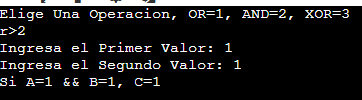 Elige Una Operacion, OR=1, AND=2, XOR=3
r>2
Ingresa el Primer Valor: 1
Ingresa el Segundo Valor: 1
Si A=1 && B=1, C=1